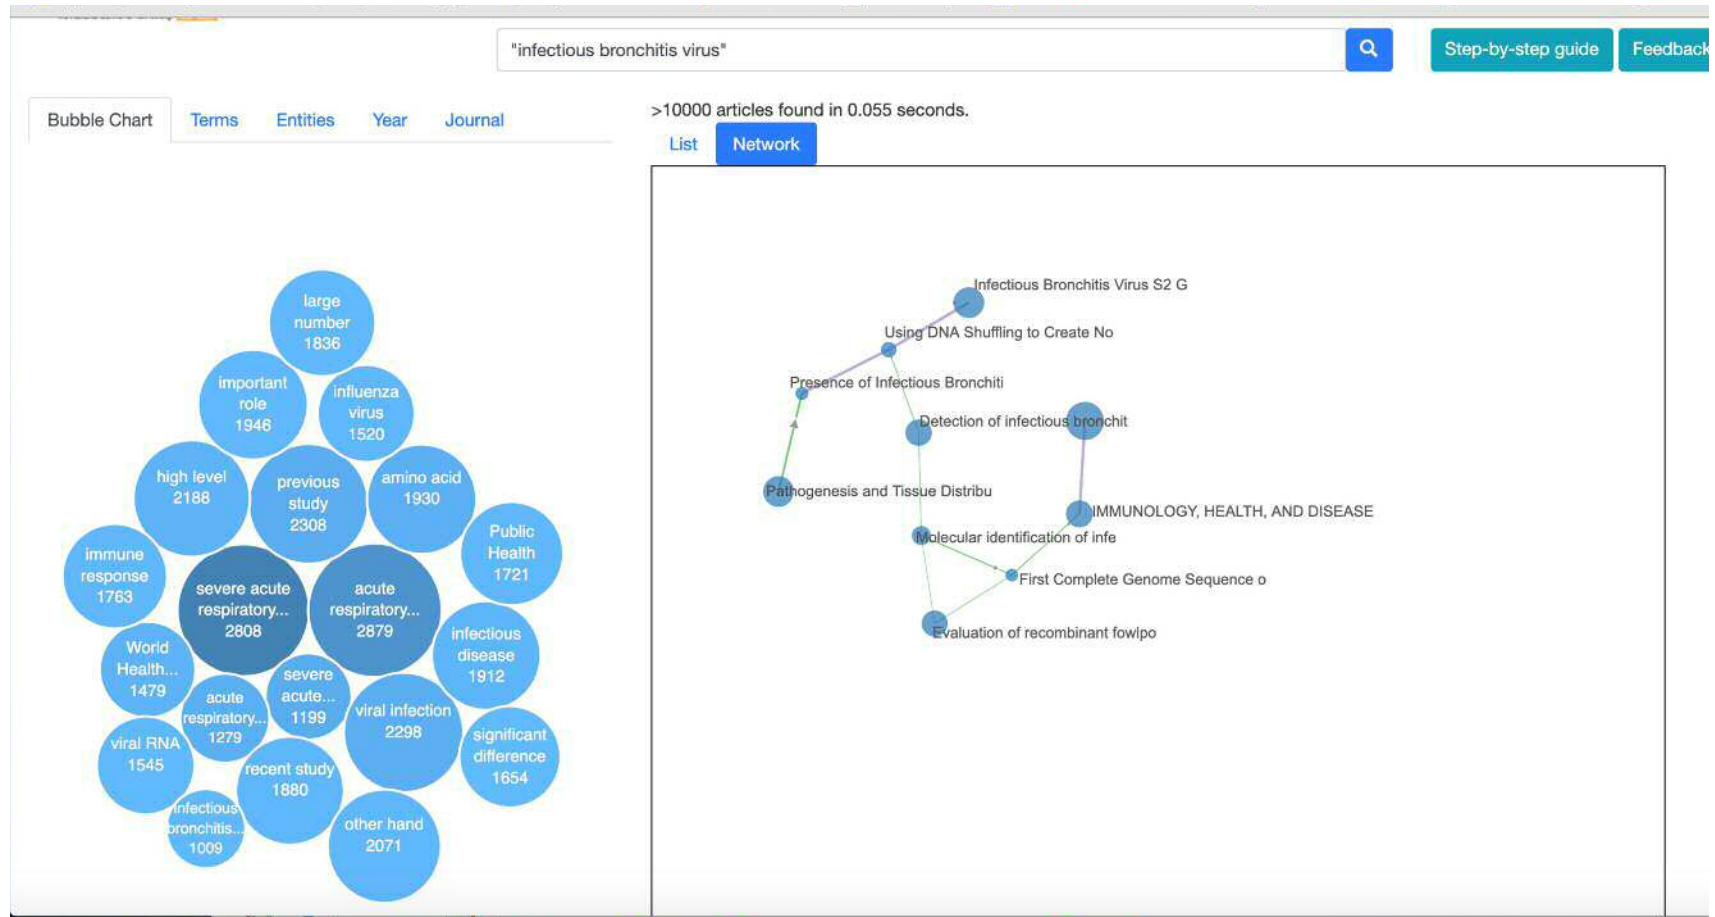 "infectious bronchitis virus"
Step-by-step guide
Feedback
Bubble Chart
Terms
Entities
Year
Journal
>10000 articles found in 0.055 seconds.
List
Network
large
number
1836
important
role
1946
influenza
virus
1520
high level
2188
previous
study
2308
amino acid
1930
Public
Health
1721
immune
response
1763
severe acute
respiratory...
2808
acute
respiratory...
2879
infectious
disease
1912
World
Health...
1479
acute
respiratory...
1279
severe
acute...
1199
viral infection
2298
significant
difference
1654
viral RNA
1545
recent study
1880
infectious
bronchitis...
1009
other hand
2071
Infectious Bronchitis Virus S2 G
Using DNA Shuffling to Create No
Presence of Infectious Bronchiti
Detection of infectious bronchit
Pathogenesis and Tissue Distribu
IMMUNOLOGY, HEALTH, AND DISEASE
Molecular identification of infe
First Complete Genome Sequence o
Evaluation of recombinant fowlpo